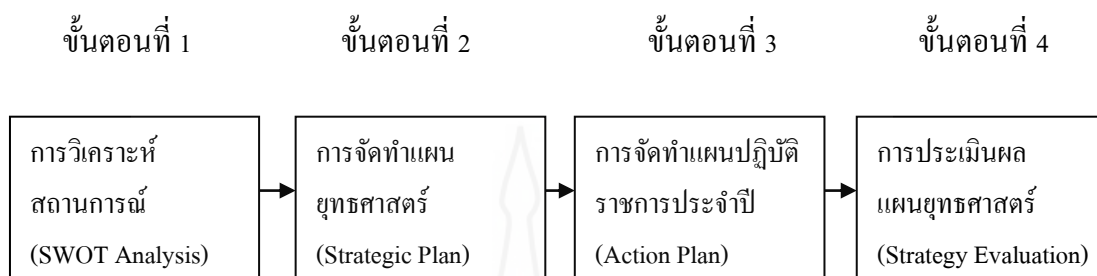 ขั้นตอนที่ 1
ขั้นตอนที่ 2
ขั้นตอนที่ 3
ขั้นตอนที่ 4
การวิเคราะห์
สถานการณ์
(SWOT Analysis)
การจัดทำแผน
ยุทธศาสตร์
(Strategic Plan)
การจัดทำแผนปฏิบัติ
ราชการประจำปี
(Action Plan)
การประเมินผล
แผนยุทธศาสตร์
(Strategy Evaluation)